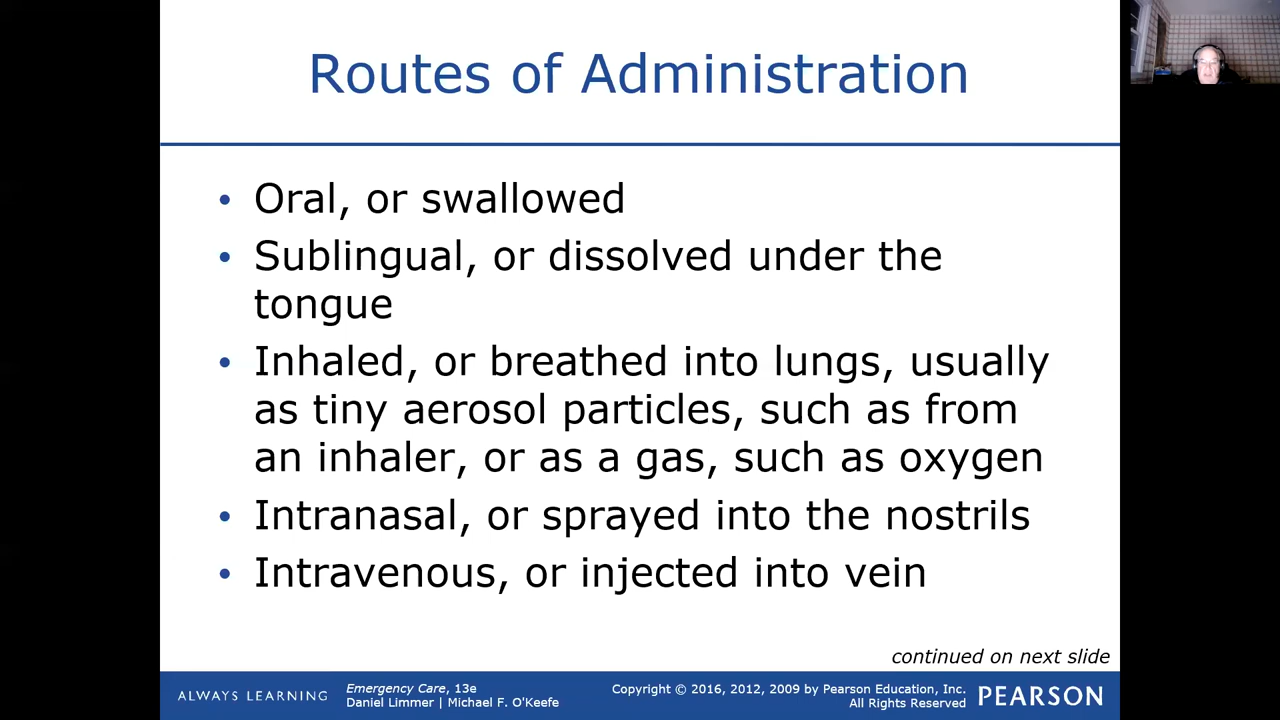 Routes of Administration
• Oral, or swallowed
• Sublingual, or dissolved under the
tongue
• Inhaled, or breathed into lungs, usually
as tiny aerosol particles, such as from
an inhaler, or as a gas, such as oxygen
• Intranasal, or sprayed into the nostrils
• Intravenous, or injected into vein
continued on next slide
ALWAYS LEARNING
Emergency Care, 13e
Daniel Limmer | Michael F. O'Keefe
Copyright © 2016, 2012, 2009 by Pearson Education, Inc.
All Rights Reserved
PEARSON